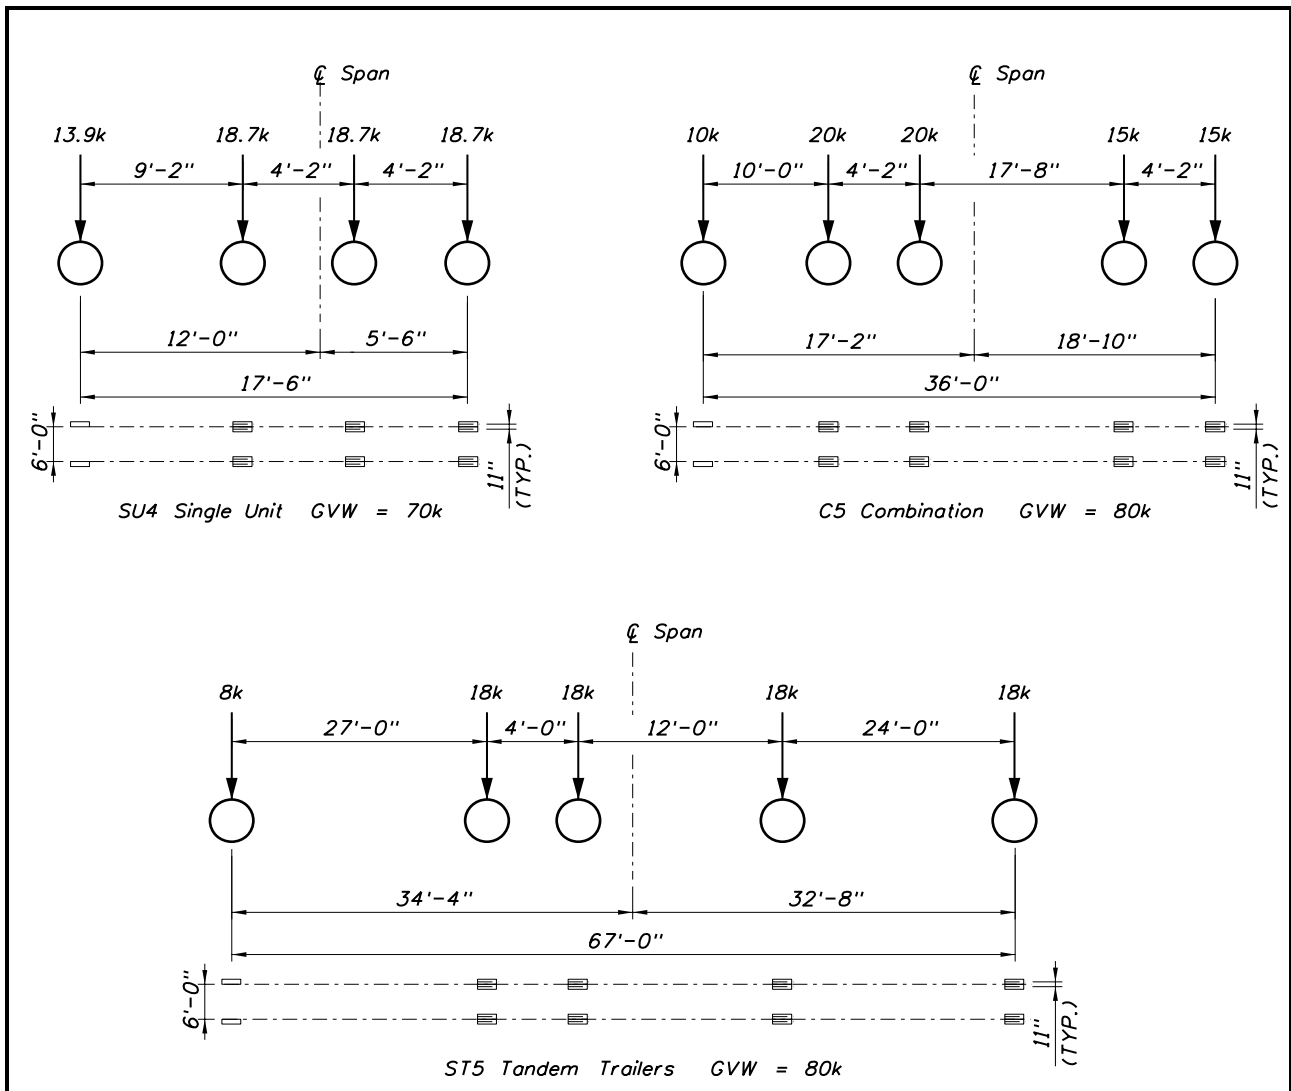 ℄ Span
℄ Span
13.9k 18.7k 18.7k 18.7k
10k 20k 20k 15k 15k
9'-2" 4'-2" 4'-2"
10'-0" 4'-2" 17'-8" 4'-2"
12'-0" 5'-6"
17'-2" 18'-10"
17'-6"
36'-0"
6'-0"
11"
(TYP.)
6'-0"
11"
(TYP.)
SU4 Single Unit GVW = 70k
C5 Combination GVW = 80k
℄ Span
8k 18k 18k 18k 18k
27'-0" 4'-0" 12'-0" 24'-0"
34'-4" 32'-8"
67'-0"
6'-0"
11"
(TYP.)
ST5 Tandem Trailers GVW = 80k